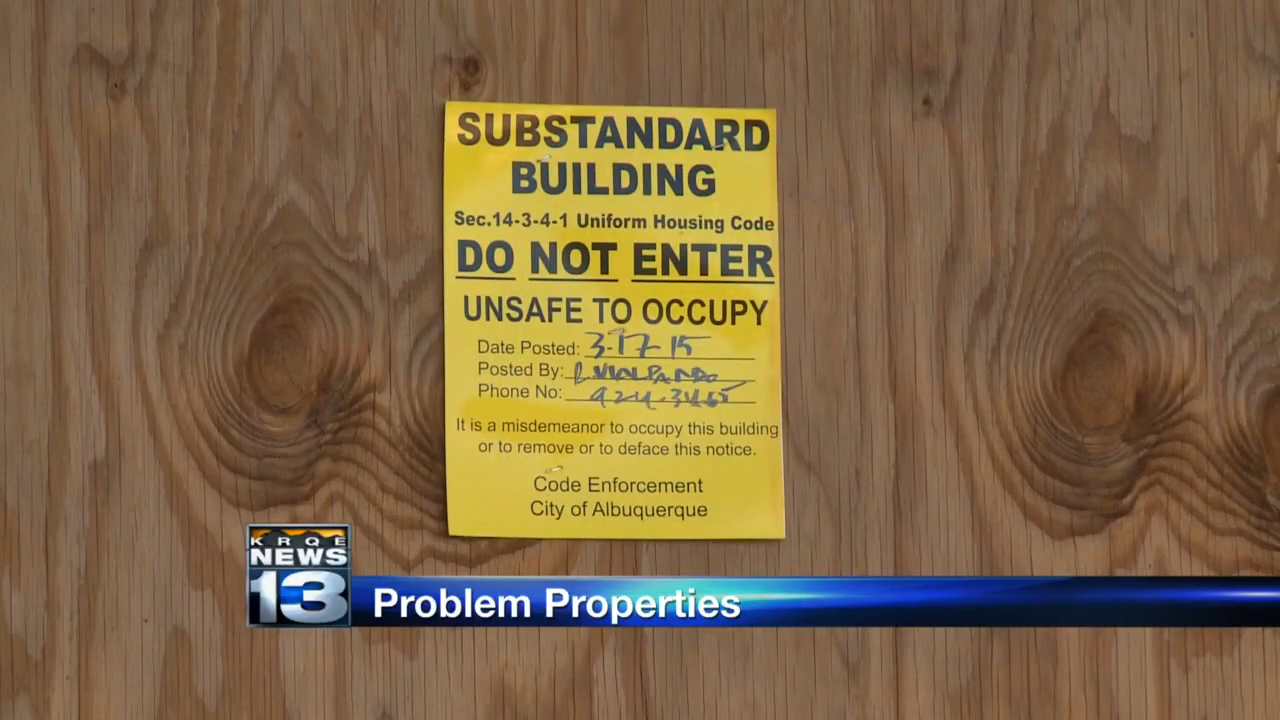 SUBSTANDARD
BUILDING
Sec.14-3-4-1 Uniform Housing Code
DO NOT ENTER
UNSAFE TO OCCUPY
Date Posted: 3-17-15
Posted By:
Phone No: 924-3465
It is a misdemeanor to occupy this building
or to remove or to deface this notice.
Code Enforcement
City of Albuquerque
KRQE
NEWS
13
Problem Properties